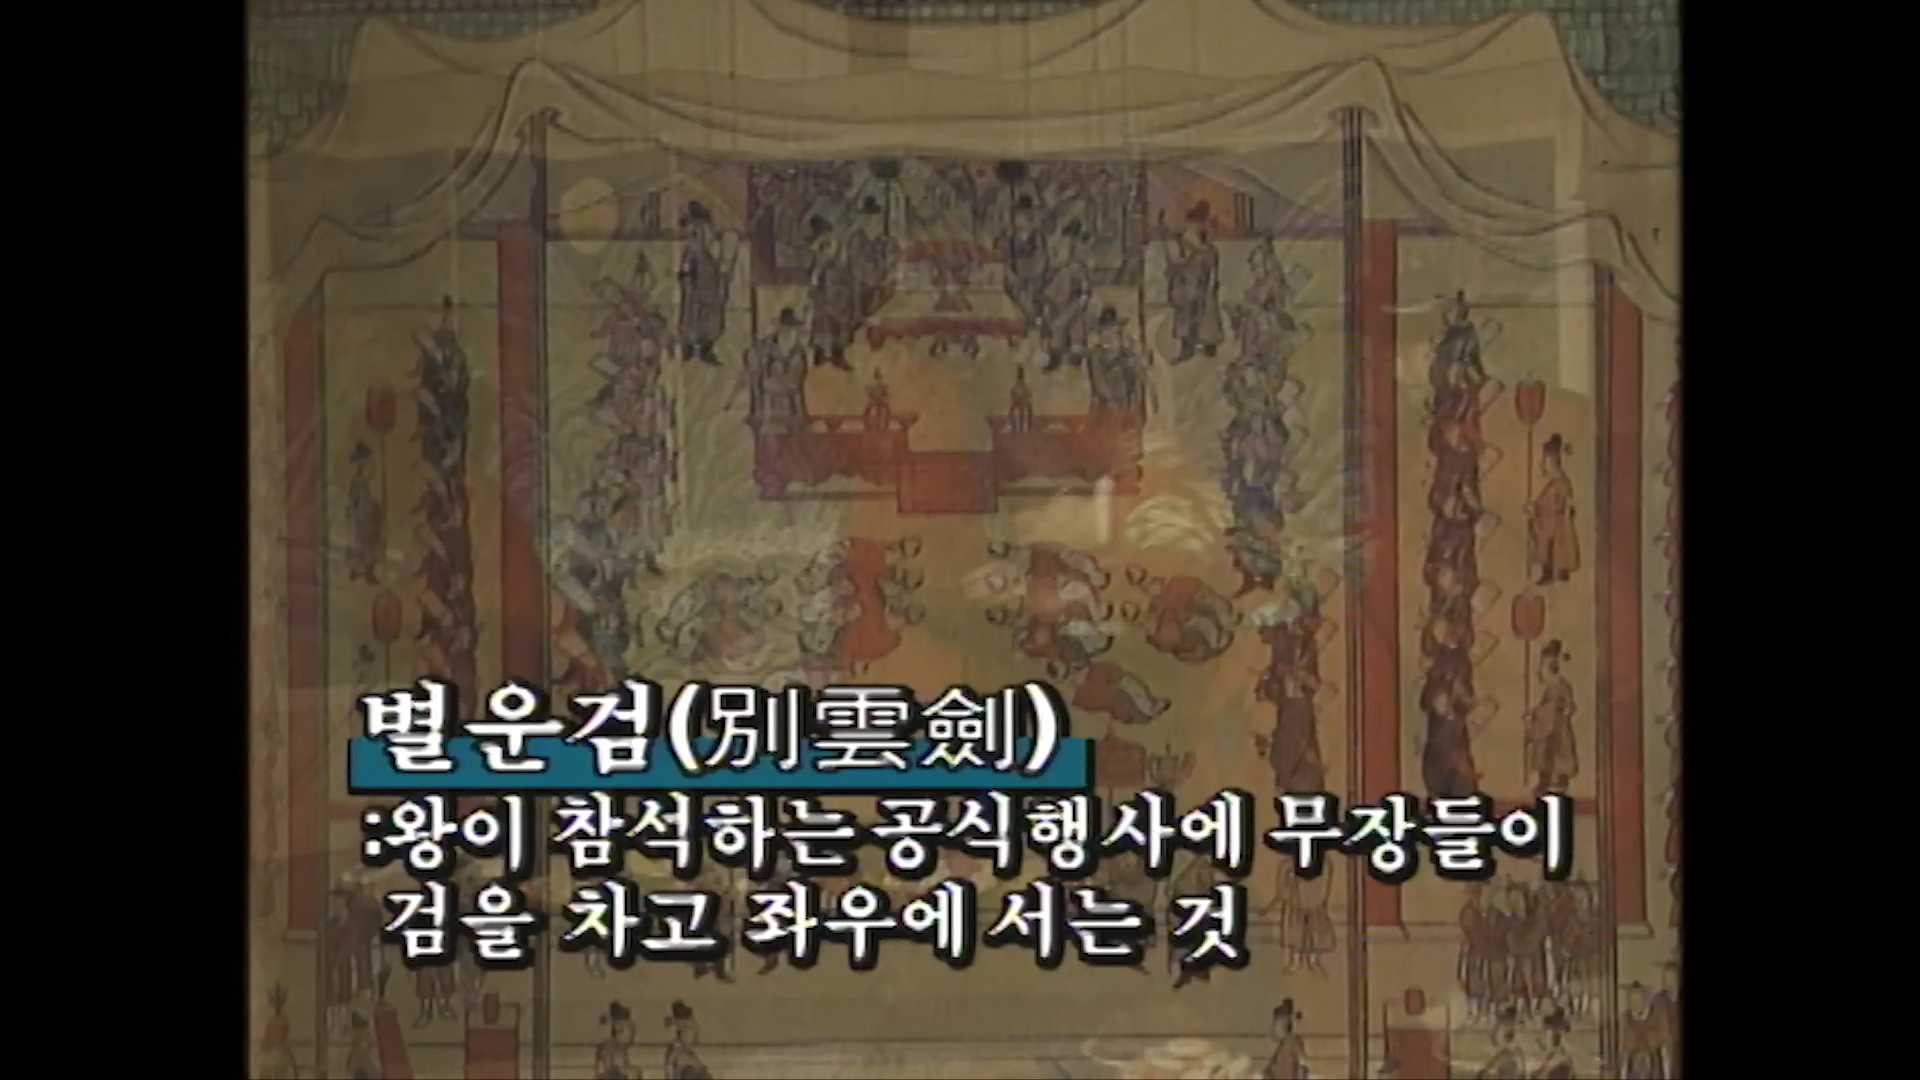 별운검(別雲劍)
:왕이 참석하는 공식행사에 무장들이
검을 차고 좌우에 서는 것